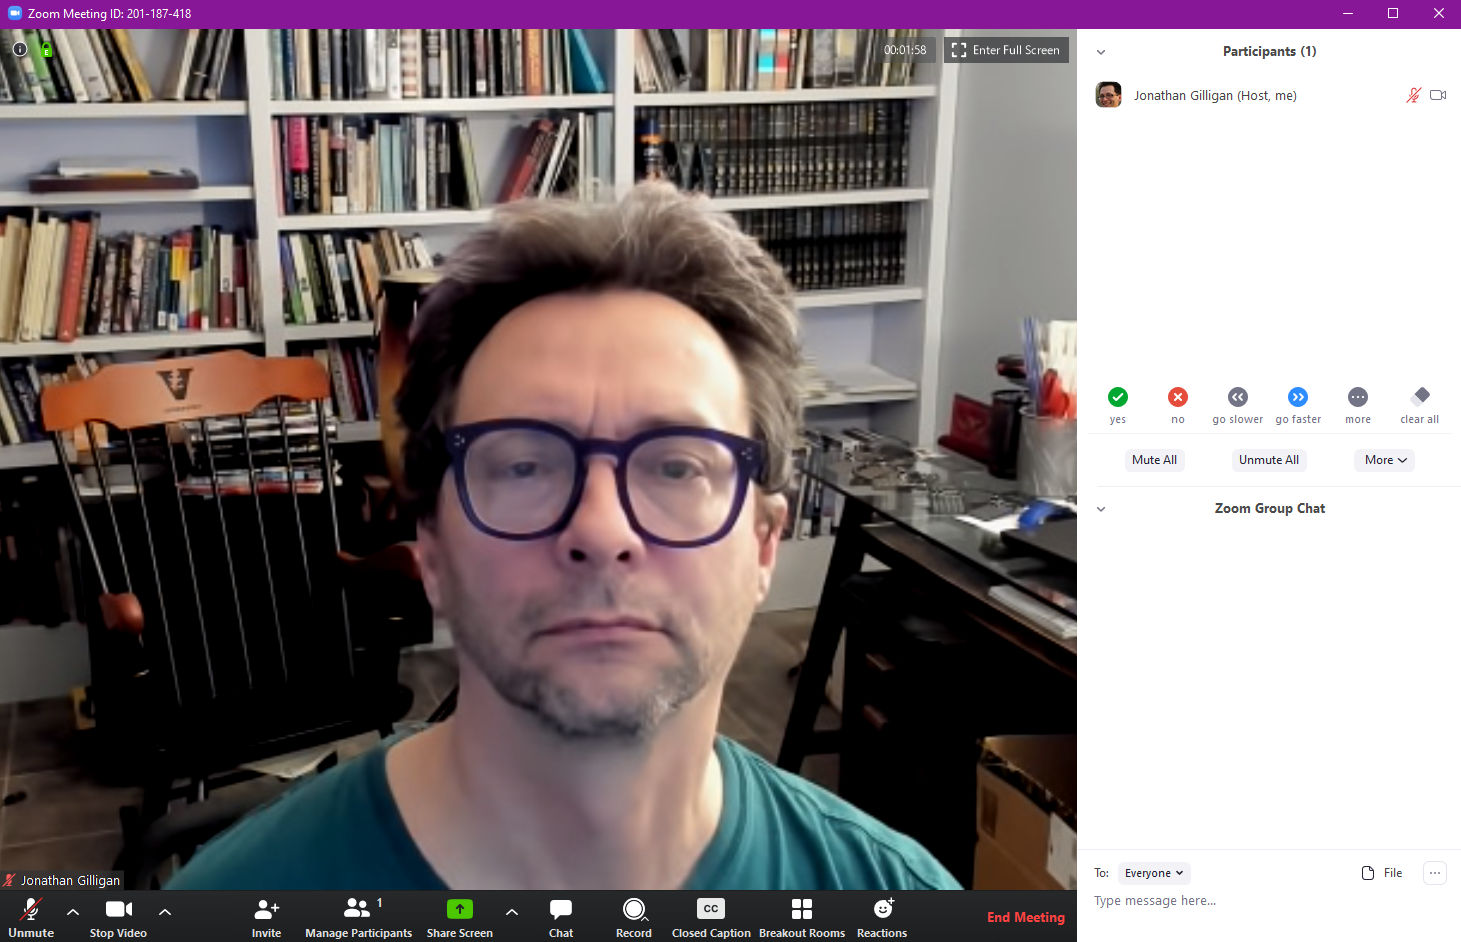 Zoom Meeting ID: 201-187-418
00:01:58
Enter Full Screen
Participants (1)
Jonathan Gilligan (Host, me)
yes
no
go slower
go faster
more
clear all
Mute All
Unmute All
More
Zoom Group Chat
To:
Everyone
File
Type message here...
Jonathan Gilligan
Unmute
Stop Video
Invite
1
Manage Participants
Share Screen
Chat
Record
CC
Closed Caption
Breakout Rooms
Reactions
End Meeting